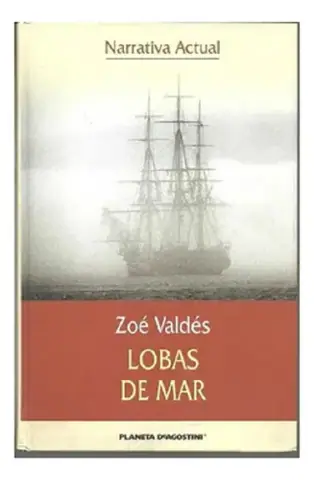 Narrativa Actual
Zoé Valdés
LOBAS
DE MAR
PLANETA DEAGOSTINI